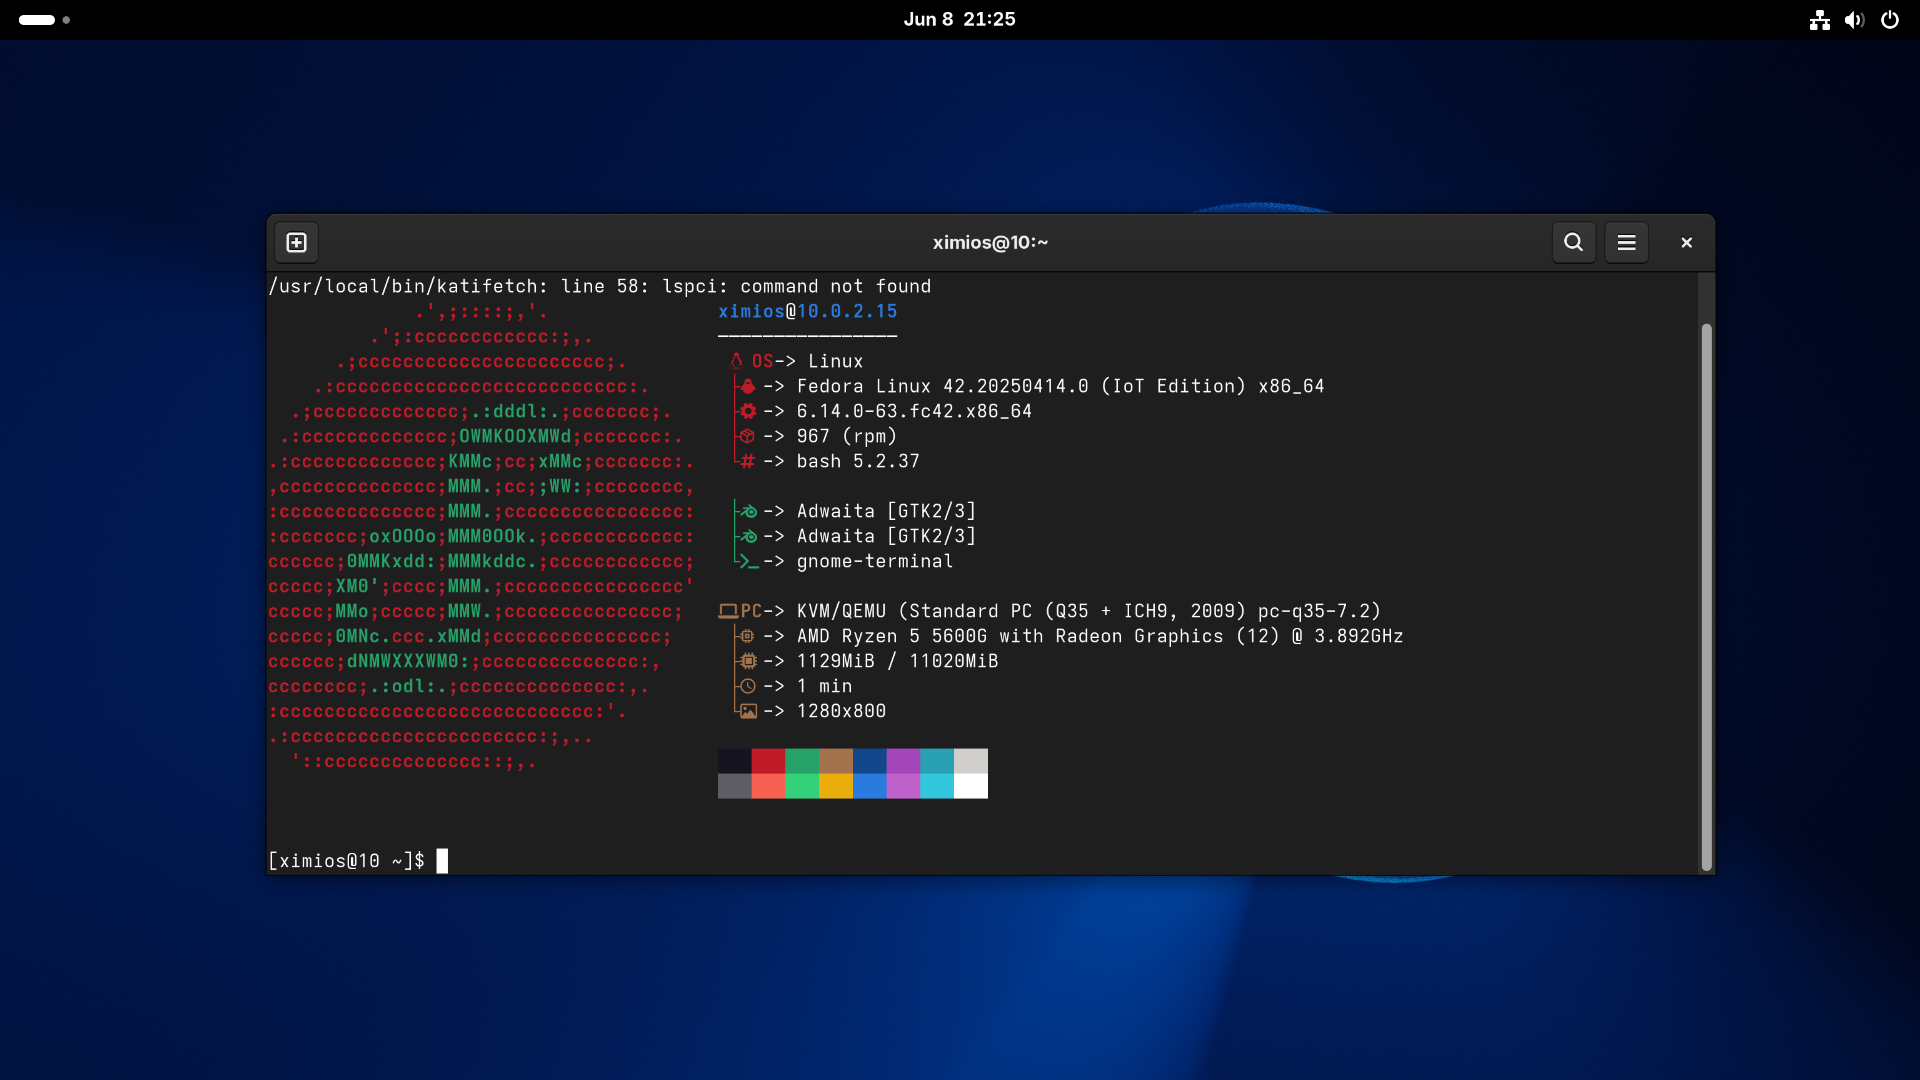 Jun 8 21:25
ximios@10:~
/usr/local/bin/katifetch: line 58: lspci: command not found
.',;::::;,'.
.';:cccccccccccc:;,.
.;cccccccccccccccccccccc;.
.:cccccccccccccccccccccccccc:.
.;ccccccccccccc;.:dddl:.;ccccccc;.
.:ccccccccccccc;OWMKOOXMWd;ccccccc:.
.:ccccccccccccc;KMMc;cc;xMMc;ccccccc:.
,cccccccccccccc;MMM.;cc;;WW:;cccccccc,
:cccccccccccccc;MMM.;cccccccccccccccc:
:ccccccc;oxOOOo;MMM0OOk.;cccccccccccc:
cccccc;0MMKxdd:;MMMkddc.;cccccccccccc;
ccccc;XM0';cccc;MMM.;cccccccccccccccc'
ccccc;MMo;ccccc;MMW.;ccccccccccccccc;
ccccc;0MNc.ccc.xMMd;ccccccccccccccc;
cccccc;dNMWXXXWM0:;cccccccccccccc:,
cccccccc;.:odl:.;cccccccccccccc:,.
:cccccccccccccccccccccccccccc:'.
.:cccccccccccccccccccccc:;,..
'::cccccccccccccc::;,.
ximios@10.0.2.15
────────────────
OS-> Linux
-> Fedora Linux 42.20250414.0 (IoT Edition) x86_64
-> 6.14.0-63.fc42.x86_64
-> 967 (rpm)
-> bash 5.2.37
-> Adwaita [GTK2/3]
-> Adwaita [GTK2/3]
-> gnome-terminal
PC-> KVM/QEMU (Standard PC (Q35 + ICH9, 2009) pc-q35-7.2)
-> AMD Ryzen 5 5600G with Radeon Graphics (12) @ 3.892GHz
-> 1129MiB / 11020MiB
-> 1 min
-> 1280x800
[ximios@10 ~]$